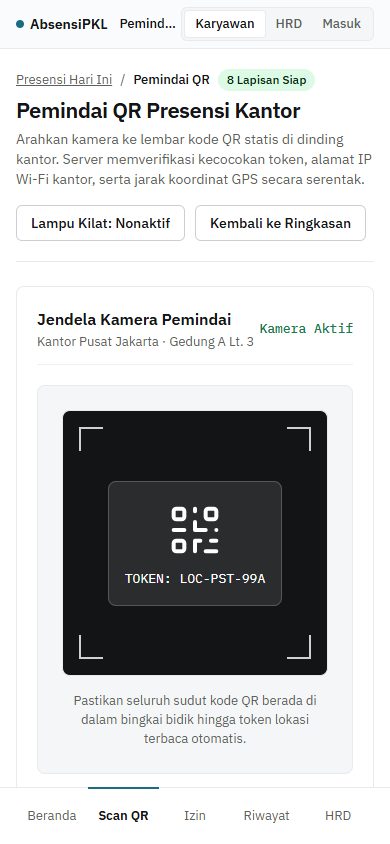 AbsensiPKL Pemind... Karyawan HRD Masuk
Presensi Hari Ini / Pemindai QR 8 Lapisan Siap
Pemindai QR Presensi Kantor
Arahkan kamera ke lembar kode QR statis di dinding
kantor. Server memverifikasi kecocokan token, alamat IP
Wi-Fi kantor, serta jarak koordinat GPS secara serentak.
Lampu Kilat: Nonaktif Kembali ke Ringkasan
Jendela Kamera Pemindai
Kamera Aktif
Kantor Pusat Jakarta · Gedung A Lt. 3
TOKEN: LOC-PST-99A
Pastikan seluruh sudut kode QR berada di
dalam bingkai bidik hingga token lokasi
terbaca otomatis.
Beranda Scan QR Izin Riwayat HRD